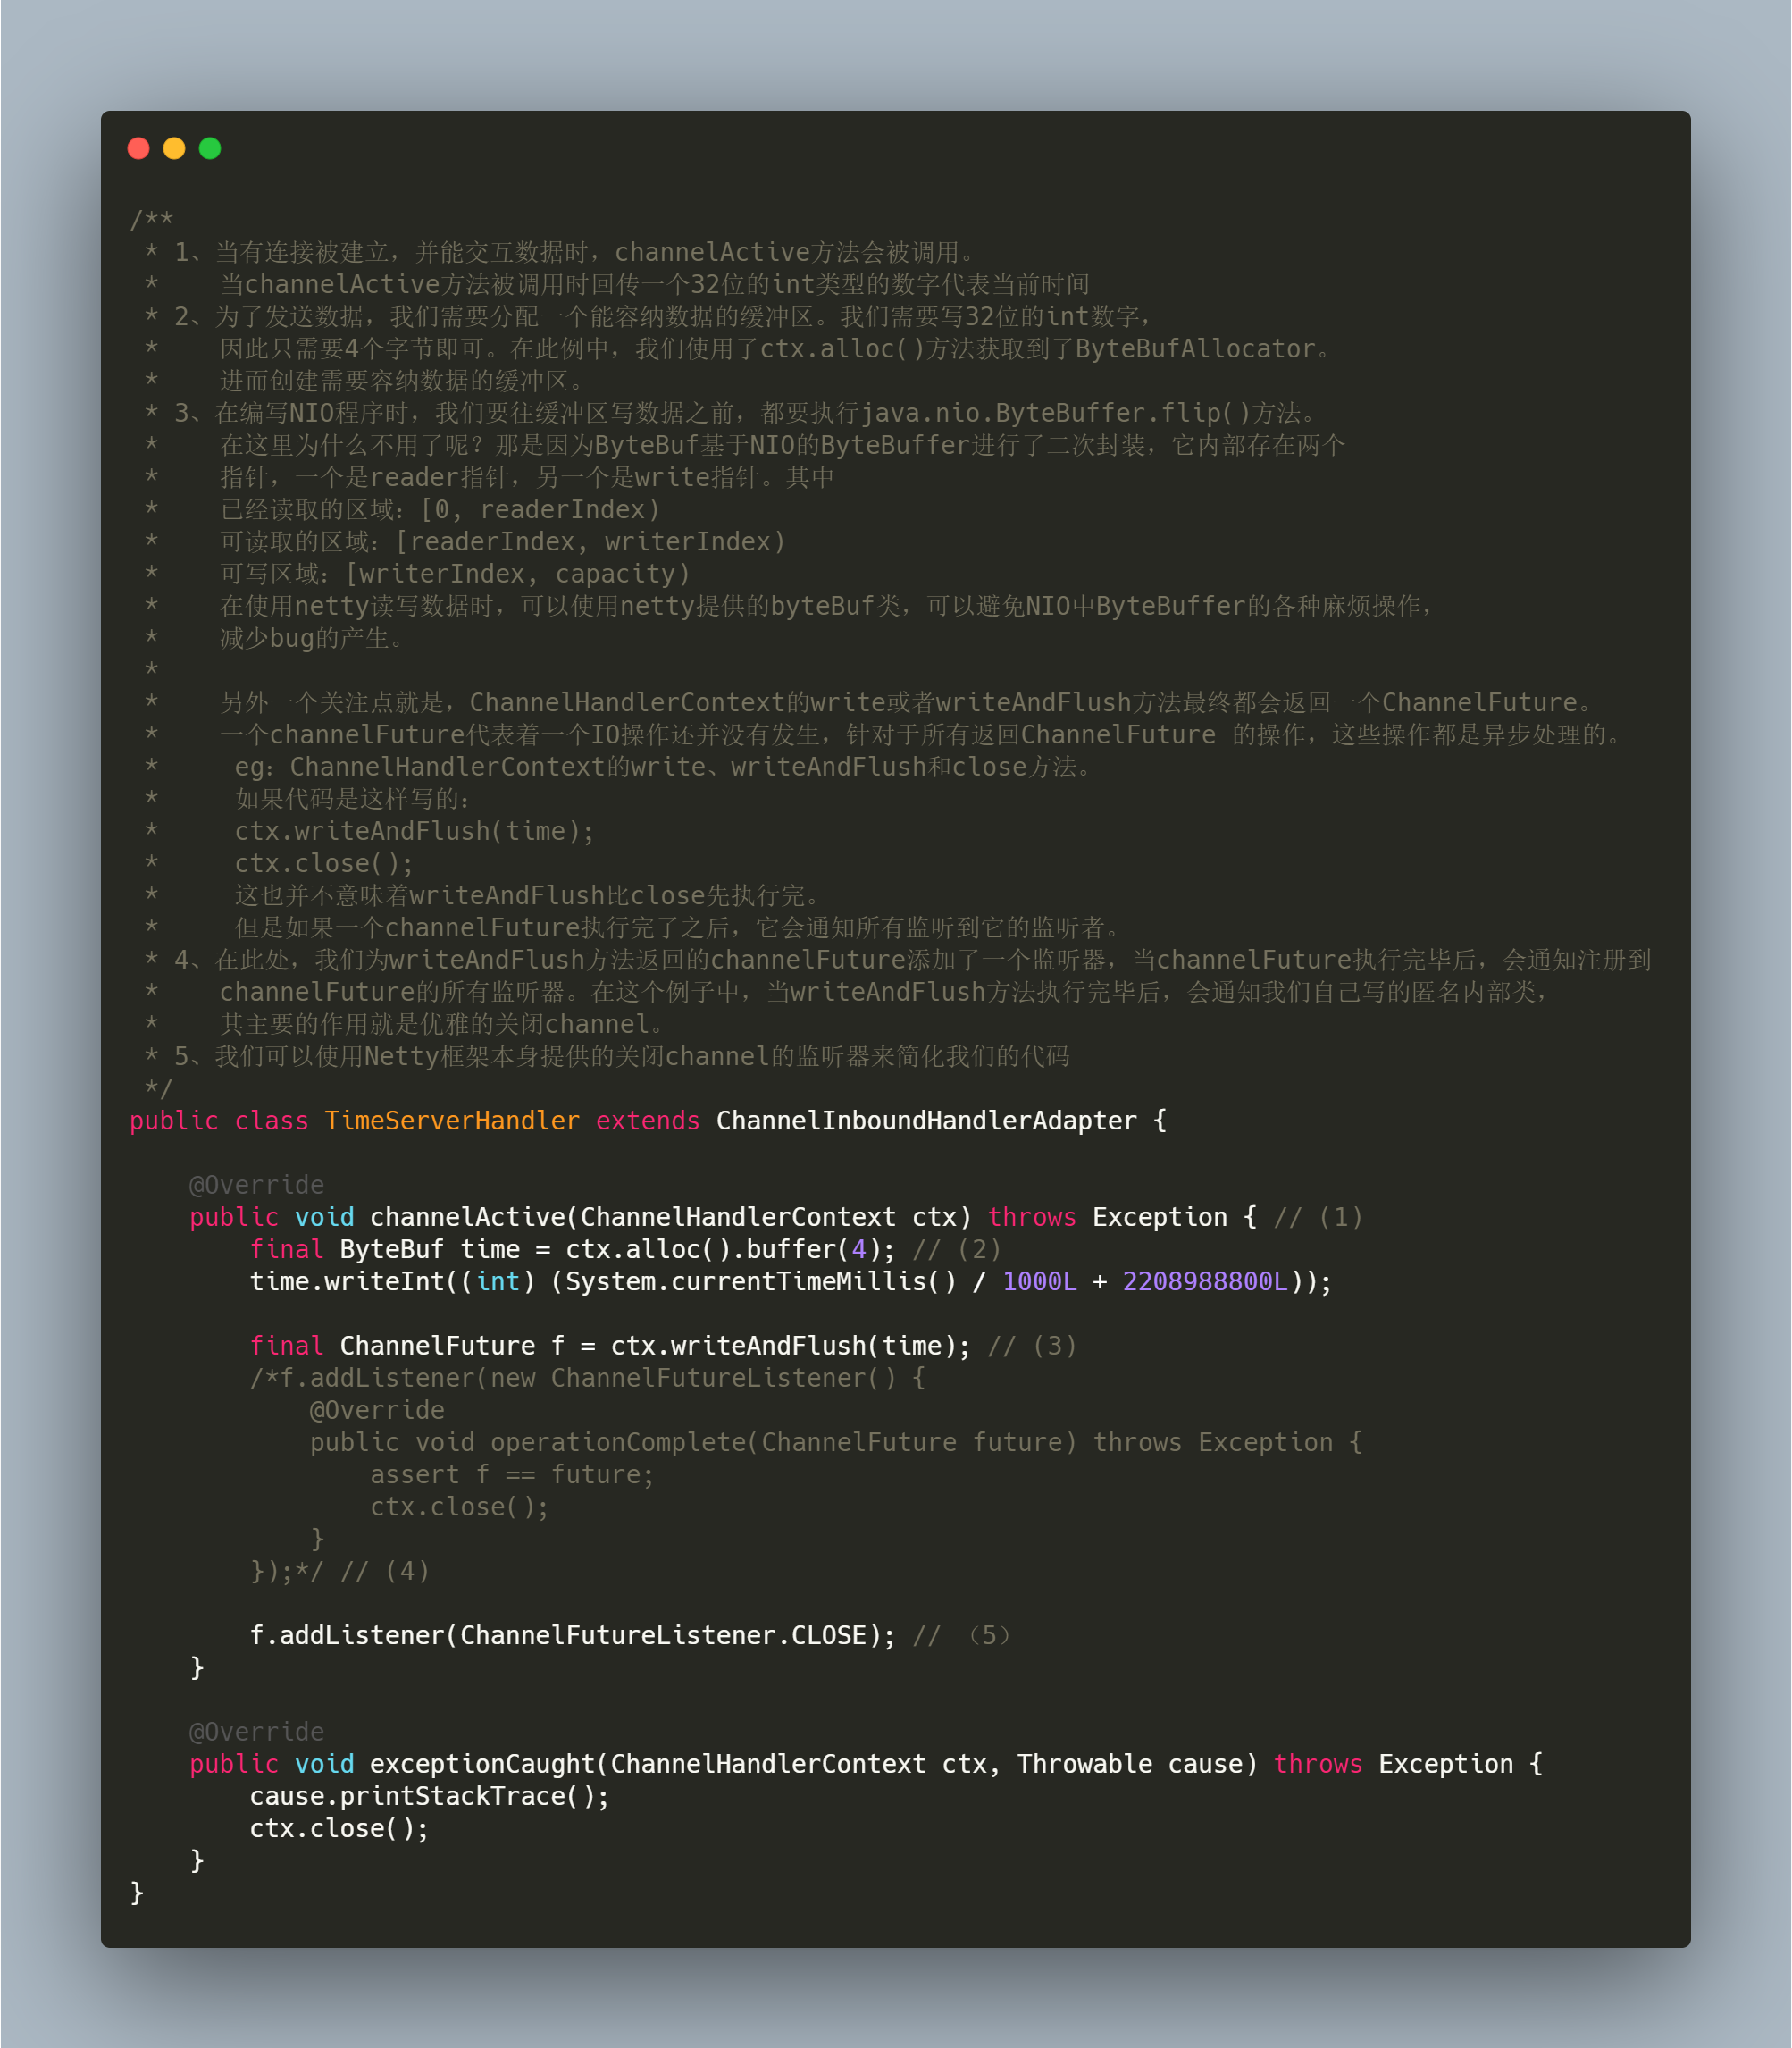 /**
 * 1、当有连接被建立，并能交互数据时，channelActive方法会被调用。
 *    当channelActive方法被调用时回传一个32位的int类型的数字代表当前时间
 * 2、为了发送数据，我们需要分配一个能容纳数据的缓冲区。我们需要写32位的int数字，
 *    因此只需要4个字节即可。在此例中，我们使用了ctx.alloc()方法获取到了ByteBufAllocator。
 *    进而创建需要容纳数据的缓冲区。
 * 3、在编写NIO程序时，我们要往缓冲区写数据之前，都要执行java.nio.ByteBuffer.flip()方法。
 *    在这里为什么不用了呢？那是因为ByteBuf基于NIO的ByteBuffer进行了二次封装，它内部存在两个
 *    指针，一个是reader指针，另一个是write指针。其中
 *    已经读取的区域：[0, readerIndex)
 *    可读取的区域：[readerIndex, writerIndex)
 *    可写区域：[writerIndex, capacity)
 *    在使用netty读写数据时，可以使用netty提供的byteBuf类，可以避免NIO中ByteBuffer的各种麻烦操作，
 *    减少bug的产生。
 *
 *    另外一个关注点就是，ChannelHandlerContext的write或者writeAndFlush方法最终都会返回一个ChannelFuture。
 *    一个channelFuture代表着一个IO操作还并没有发生，针对于所有返回ChannelFuture 的操作，这些操作都是异步处理的。
 *     eg：ChannelHandlerContext的write、writeAndFlush和close方法。
 *     如果代码是这样写的：
 *     ctx.writeAndFlush(time);
 *     ctx.close();
 *     这也并不意味着writeAndFlush比close先执行完。
 *     但是如果一个channelFuture执行完了之后，它会通知所有监听到它的监听者。
 * 4、在此处，我们为writeAndFlush方法返回的channelFuture添加了一个监听器，当channelFuture执行完毕后，会通知注册到
 *    channelFuture的所有监听器。在这个例子中，当writeAndFlush方法执行完毕后，会通知我们自己写的匿名内部类，
 *    其主要的作用就是优雅的关闭channel。
 * 5、我们可以使用Netty框架本身提供的关闭channel的监听器来简化我们的代码
 */
public class TimeServerHandler extends ChannelInboundHandlerAdapter {

    @Override
    public void channelActive(ChannelHandlerContext ctx) throws Exception { // (1)
        final ByteBuf time = ctx.alloc().buffer(4); // (2)
        time.writeInt((int) (System.currentTimeMillis() / 1000L + 2208988800L));

        final ChannelFuture f = ctx.writeAndFlush(time); // (3)
        /*f.addListener(new ChannelFutureListener() {
            @Override
            public void operationComplete(ChannelFuture future) throws Exception {
                assert f == future;
                ctx.close();
            }
        });*/ // (4)

        f.addListener(ChannelFutureListener.CLOSE); // （5）
    }

    @Override
    public void exceptionCaught(ChannelHandlerContext ctx, Throwable cause) throws Exception {
        cause.printStackTrace();
        ctx.close();
    }
}